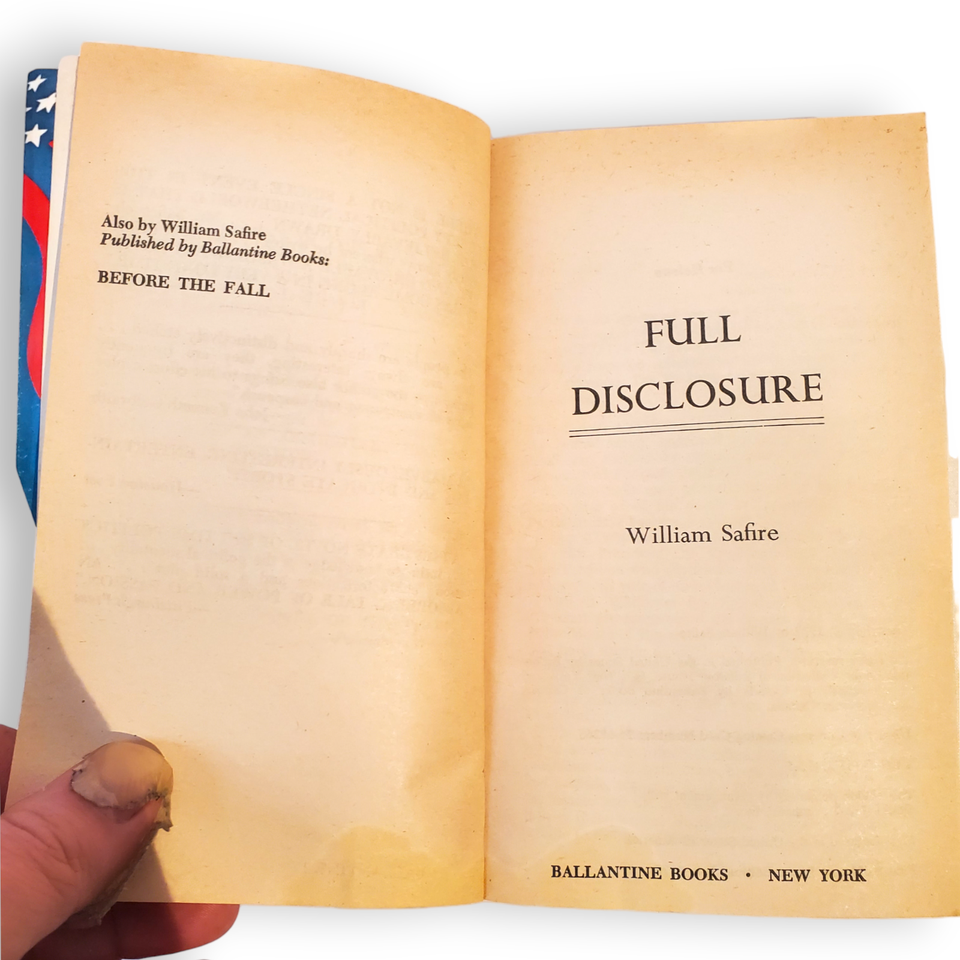 Also by William Safire
Published by Ballantine Books:
BEFORE THE FALL
FULL
DISCLOSURE
William Safire
BALLANTINE BOOKS • NEW YORK